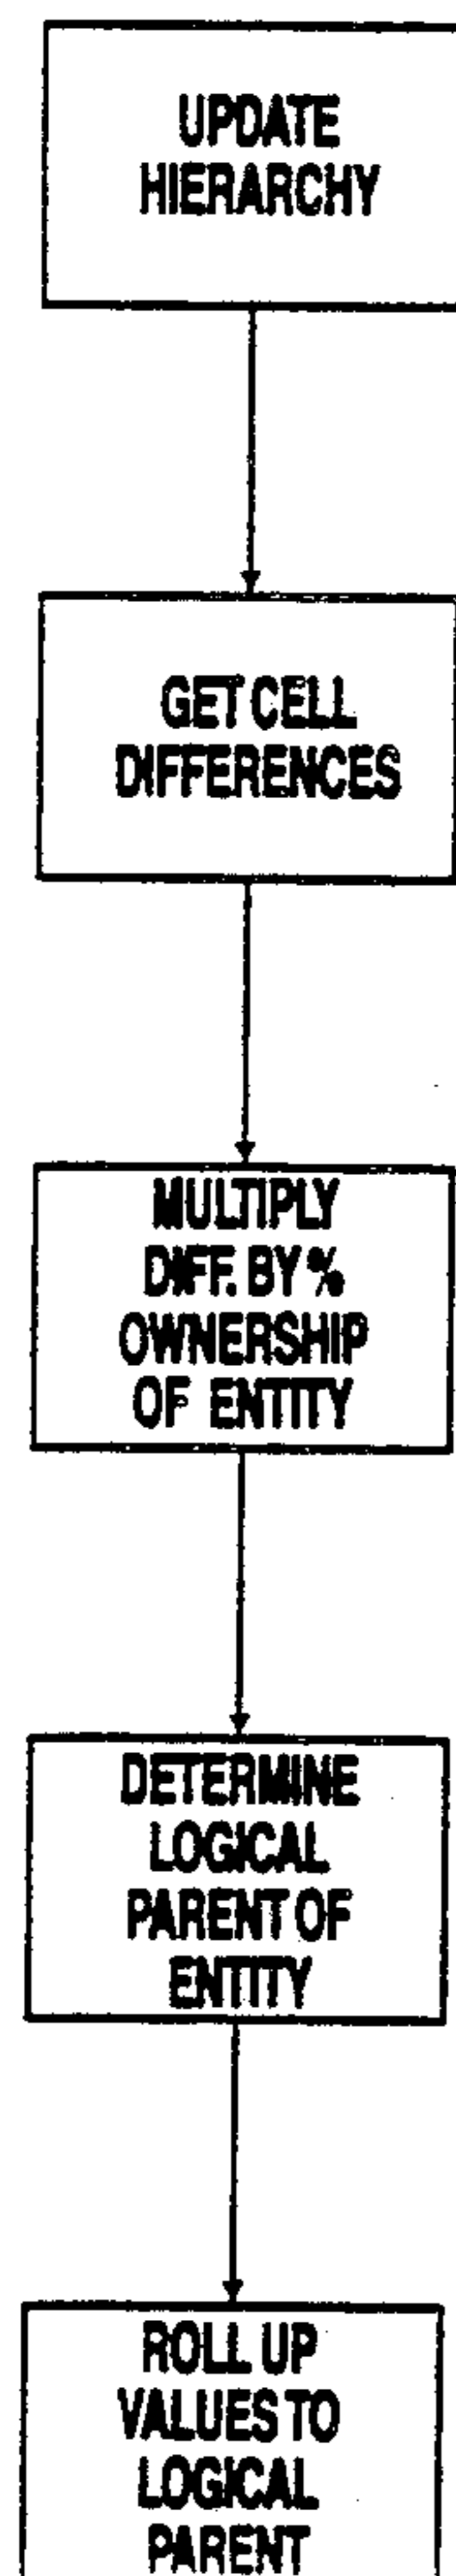 UPDATE
HIERARCHY
GET CELL
DIFFERENCES
MULTIPLY
DIFF. BY %
OWNERSHIP
OF ENTITY
DETERMINE
LOGICAL
PARENT OF
ENTITY
ROLL UP
VALUES TO
LOGICAL
PARENT